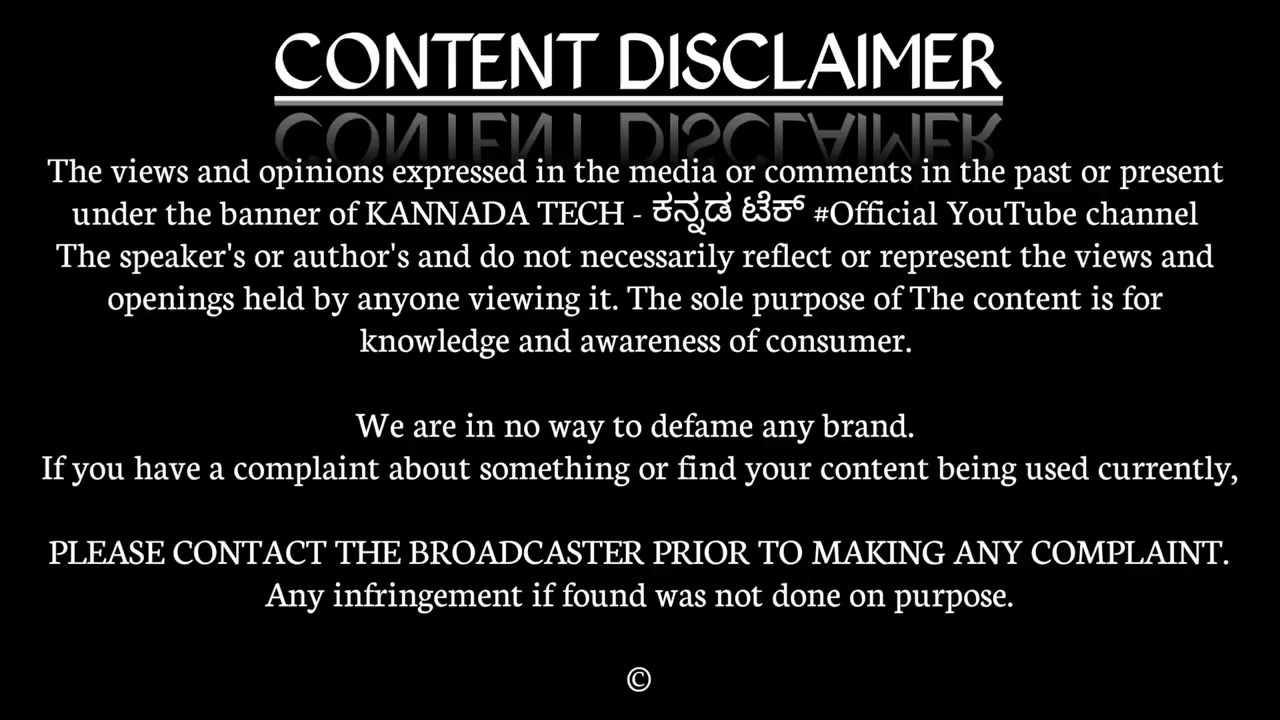 CONTENT DISCLAIMER
The views and opinions expressed in the media or comments in the past or present
under the banner of KANNADA TECH - ಕನ್ನಡ ಟೆಕ್ #Official YouTube channel
The speaker's or author's and do not necessarily reflect or represent the views and
openings held by anyone viewing it. The sole purpose of The content is for
knowledge and awareness of consumer.
We are in no way to defame any brand.
If you have a complaint about something or find your content being used currently,
PLEASE CONTACT THE BROADCASTER PRIOR TO MAKING ANY COMPLAINT.
Any infringement if found was not done on purpose.
©